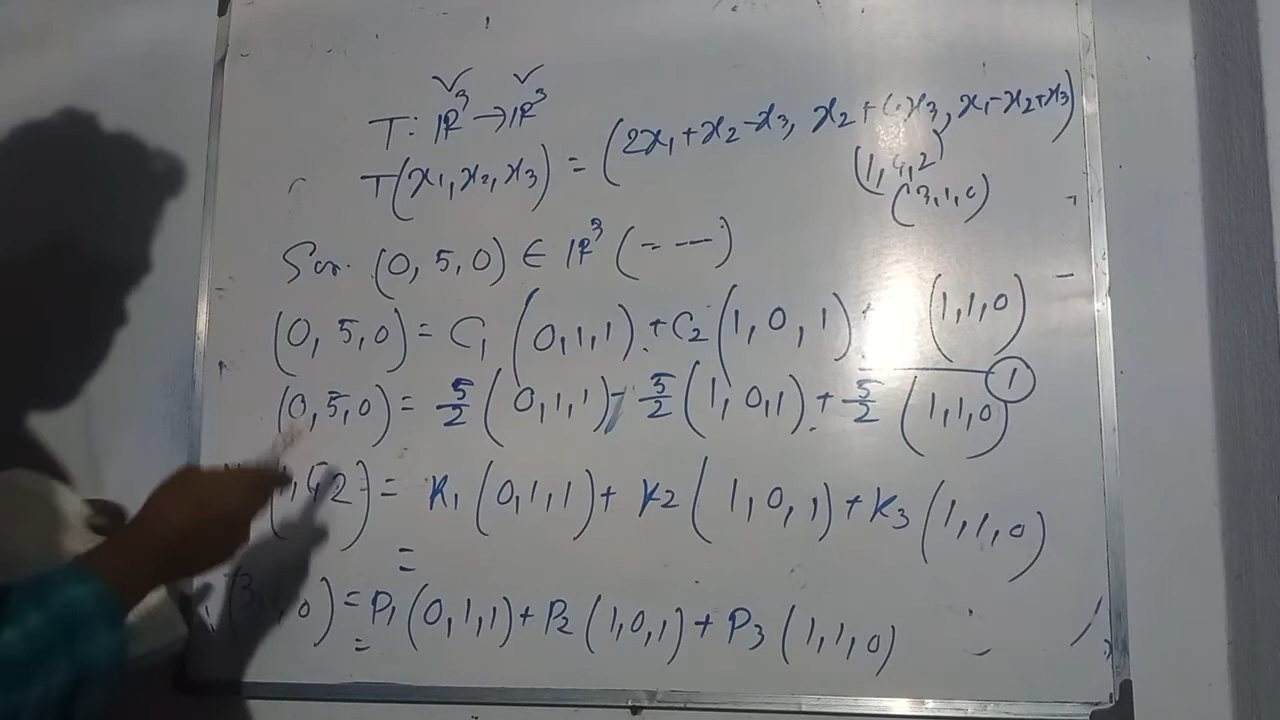 T: ℝ³ → ℝ³
T(x₁, x₂, x₃) = (2x₁ + x₂ - x₃, x₂ + 4x₃, x₁ - x₂ + x₃)
(1, 4, 2)
(3, 1, 0)
(0, 5, 0) ∈ ℝ³ (= --)
(0, 5, 0) = C₁ (0, 1, 1) + C₂ (1, 0, 1) + (1, 1, 0)
①
(0, 5, 0) = 5/2 (0, 1, 1) - 5/2 (1, 0, 1) + 5/2 (1, 1, 0)
2) = K₁ (0, 1, 1) + K₂ (1, 0, 1) + K₃ (1, 1, 0)
=
0) = P₁ (0, 1, 1) + P₂ (1, 0, 1) + P₃ (1, 1, 0)
=